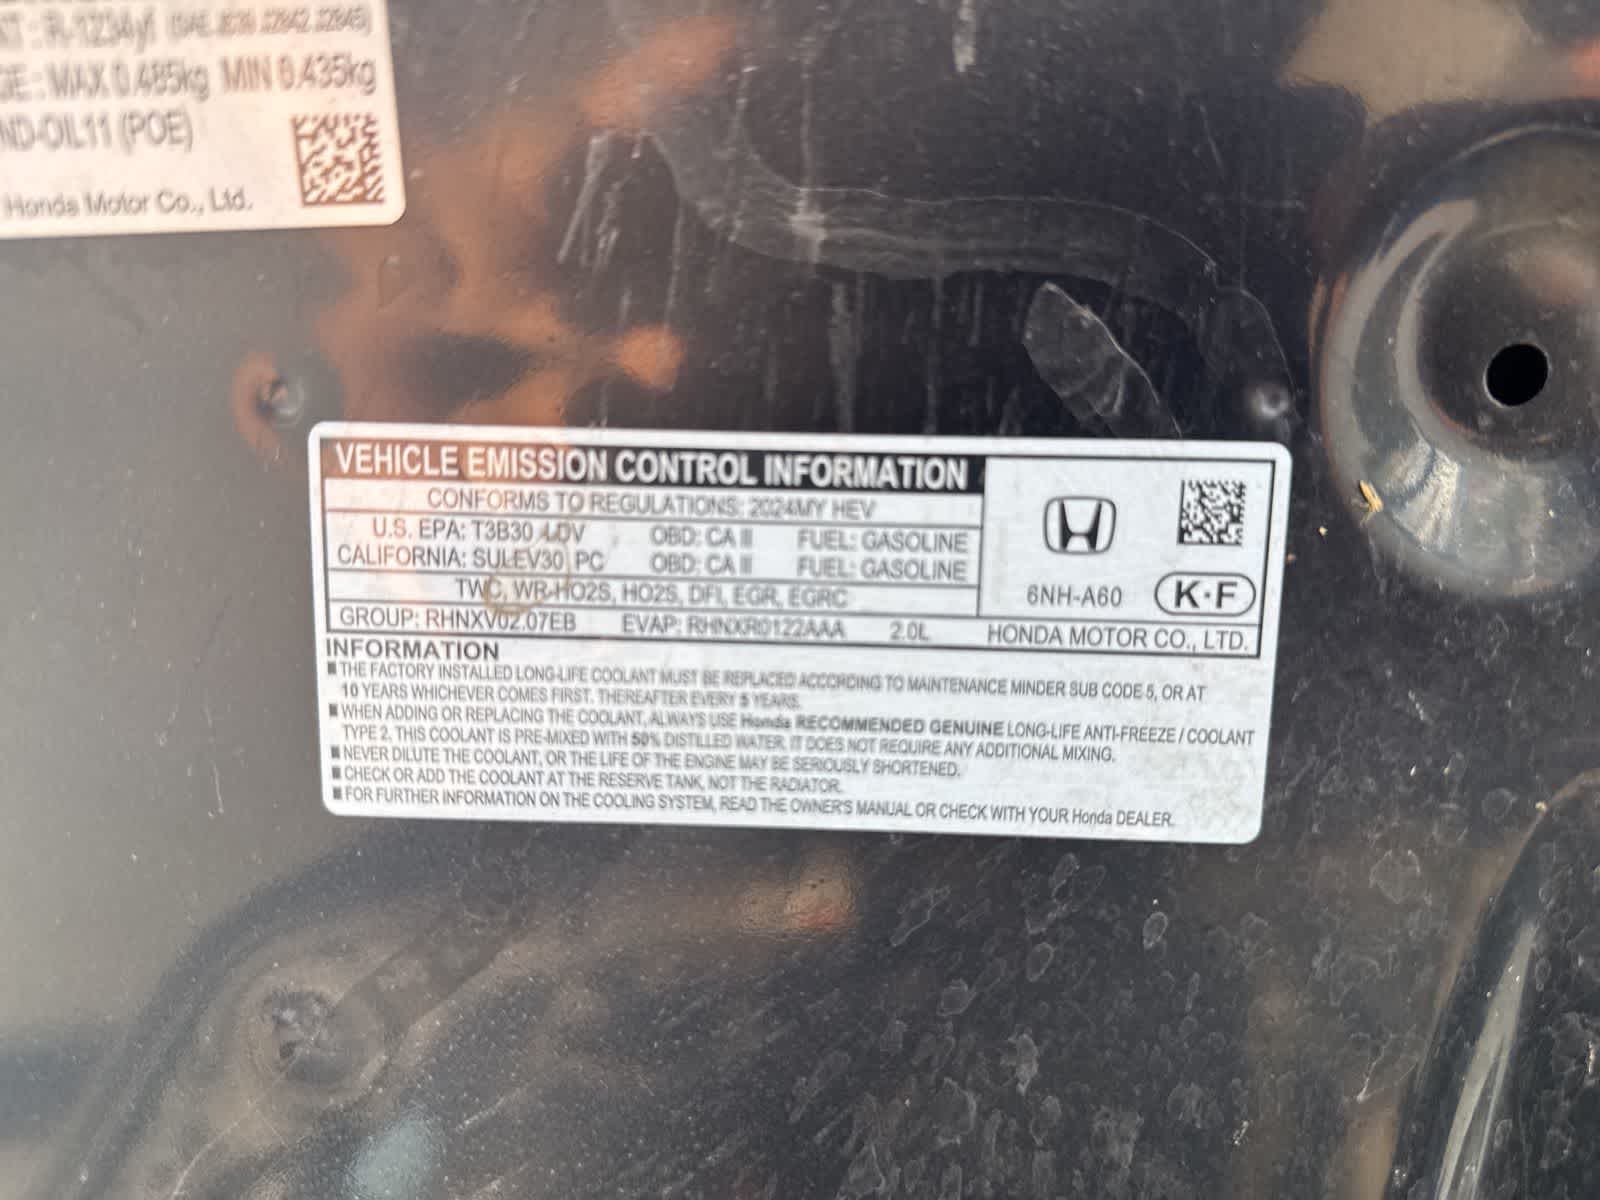 R-1234yf
MAX 0.485kg MIN 0.435kg
ND-OIL11 (POE)
Honda Motor Co., Ltd.
VEHICLE EMISSION CONTROL INFORMATION
CONFORMS TO REGULATIONS: 2024MY HEV
U.S. EPA: T3B30 LDV OBD: CA II FUEL: GASOLINE
CALIFORNIA: SULEV30 PC OBD: CA II FUEL: GASOLINE
TWC, WR-HO2S, HO2S, DFI, EGR, EGRC
GROUP: RHNXV02.07EB EVAP: RHNXR0122AAA 2.0L HONDA MOTOR CO., LTD.
6NH-A60 K·F
INFORMATION
■ THE FACTORY INSTALLED LONG-LIFE COOLANT MUST BE REPLACED ACCORDING TO MAINTENANCE MINDER SUB CODE 5, OR AT
10 YEARS WHICHEVER COMES FIRST. THEREAFTER EVERY 5 YEARS.
■ WHEN ADDING OR REPLACING THE COOLANT, ALWAYS USE Honda RECOMMENDED GENUINE LONG-LIFE ANTI-FREEZE / COOLANT
TYPE 2, THIS COOLANT IS PRE-MIXED WITH 50% DISTILLED WATER, IT DOES NOT REQUIRE ANY ADDITIONAL MIXING.
■ NEVER DILUTE THE COOLANT, OR THE LIFE OF THE ENGINE MAY BE SERIOUSLY SHORTENED.
■ CHECK OR ADD THE COOLANT AT THE RESERVE TANK, NOT THE RADIATOR.
■ FOR FURTHER INFORMATION ON THE COOLING SYSTEM, READ THE OWNER'S MANUAL OR CHECK WITH YOUR Honda DEALER.